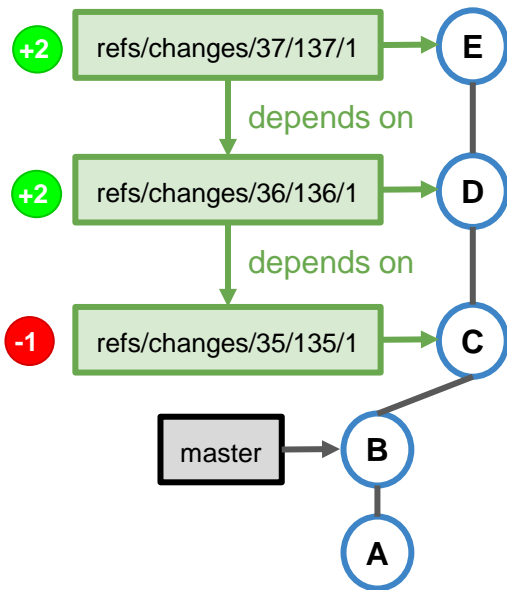 +2 refs/changes/37/137/1 E
depends on
+2 refs/changes/36/136/1 D
depends on
-1 refs/changes/35/135/1 C
master B
A